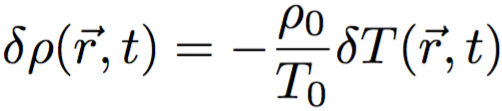 δρ(r⃗, t) = −ρ₀/T₀ δT(r⃗, t)